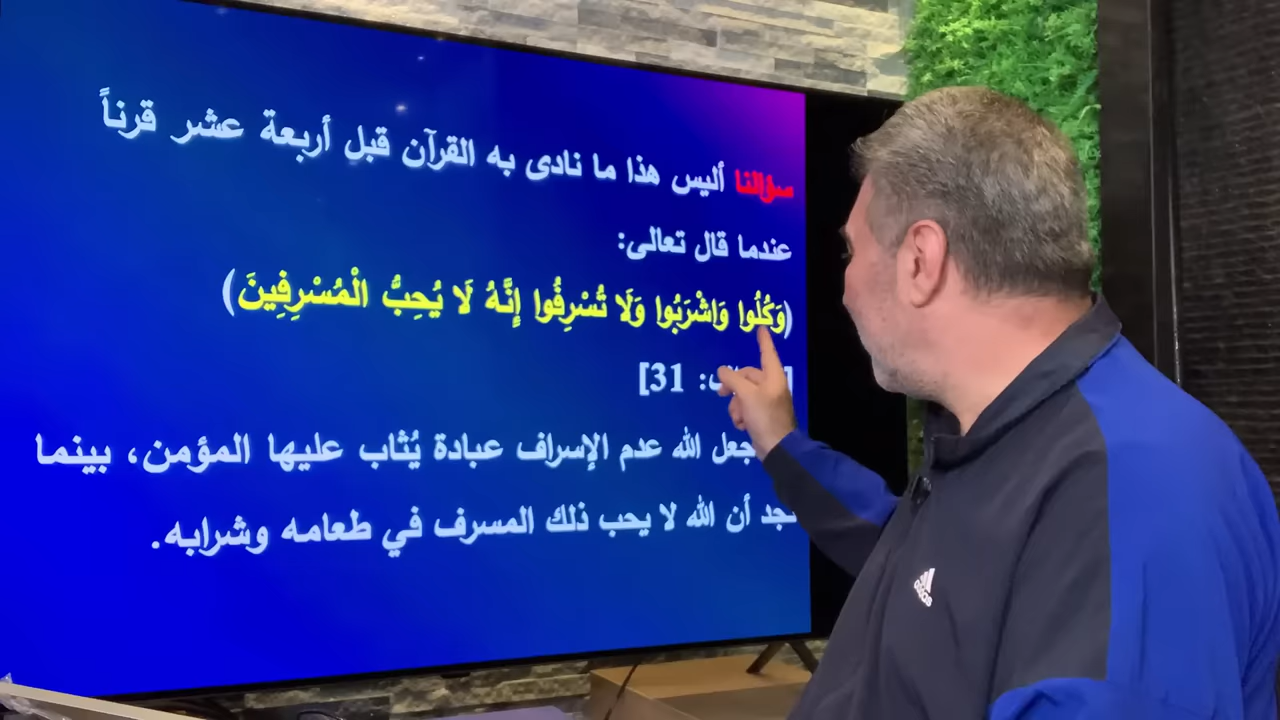 سؤالنا أليس هذا ما نادى به القرآن قبل أربعة عشر قرناً
عندما قال تعالى:
(وَكُلُوا وَاشْرَبُوا وَلَا تُسْرِفُوا إِنَّهُ لَا يُحِبُّ الْمُسْرِفِينَ)
[ : 31]
جعل الله عدم الإسراف عبادة يُثاب عليها المؤمن، بينما
نجد أن الله لا يحب ذلك المسرف في طعامه وشرابه.
adidas